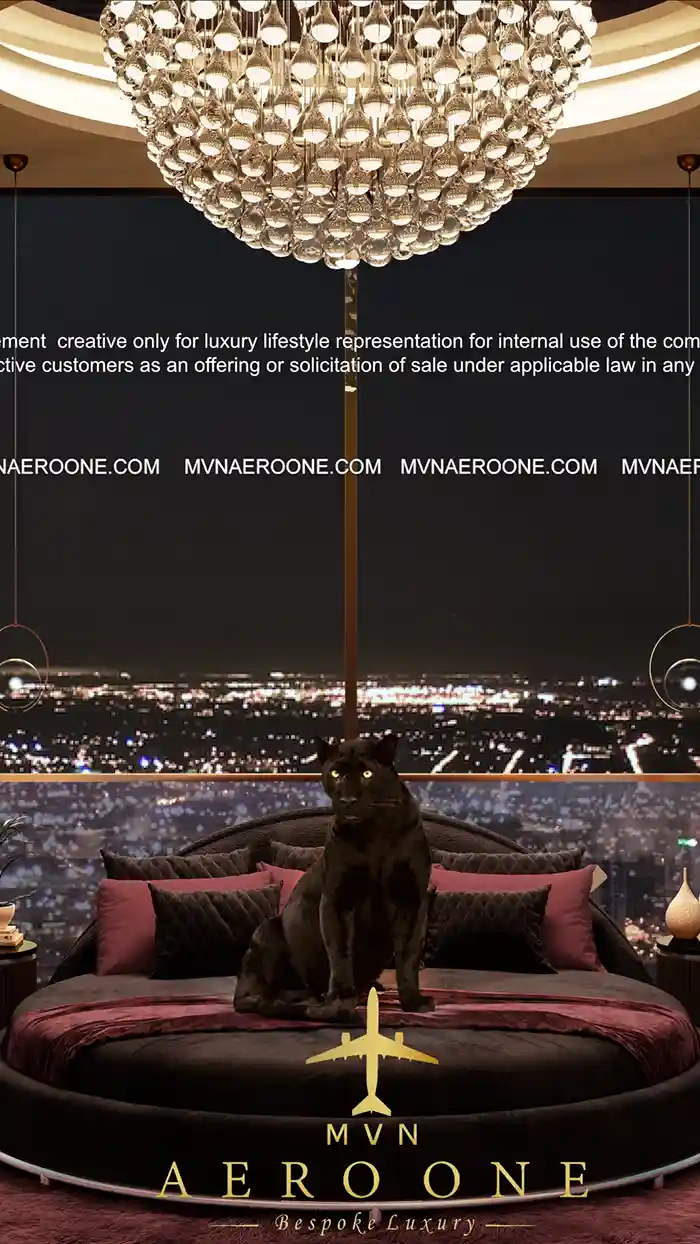 ement creative only for luxury lifestyle representation for internal use of the com
ctive customers as an offering or solicitation of sale under applicable law in any
NAEROONE.COM MVNAEROONE.COM MVNAEROONE.COM MVNAER
MVN
AERO ONE
Bespoke Luxury